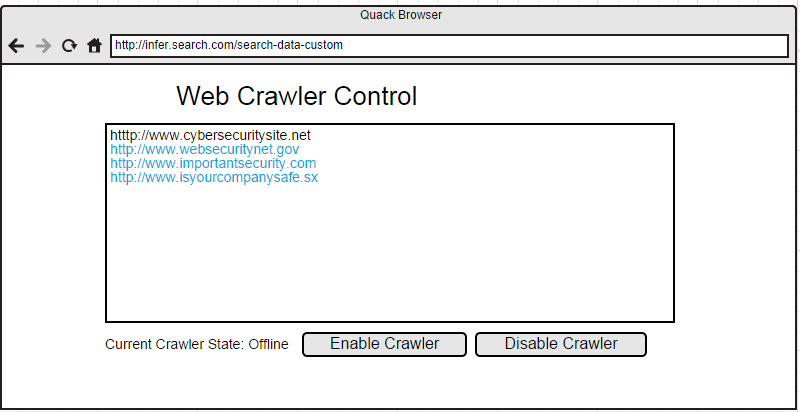 Quack Browser
http://infer.search.com/search-data-custom
Web Crawler Control
htttp://www.cybersecuritysite.net
http://www.websecuritynet.gov
http://www.importantsecurity.com
http://www.isyourcompanysafe.sx
Current Crawler State: Offline Enable Crawler Disable Crawler